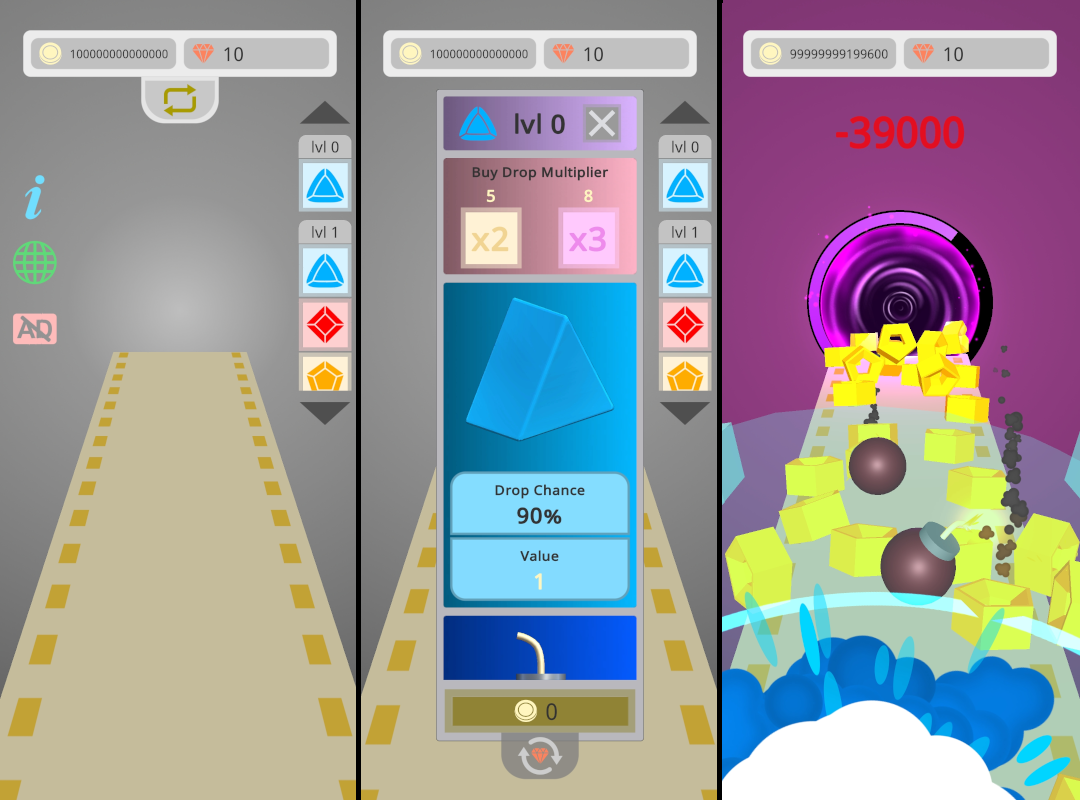 100000000000000
10
i
AD
lvl 0
lvl 1
100000000000000
10
lvl 0
Buy Drop Multiplier
5 8
x2 x3
Drop Chance
90%
Value
1
0
lvl 0
lvl 1
99999999199600
10
-39000